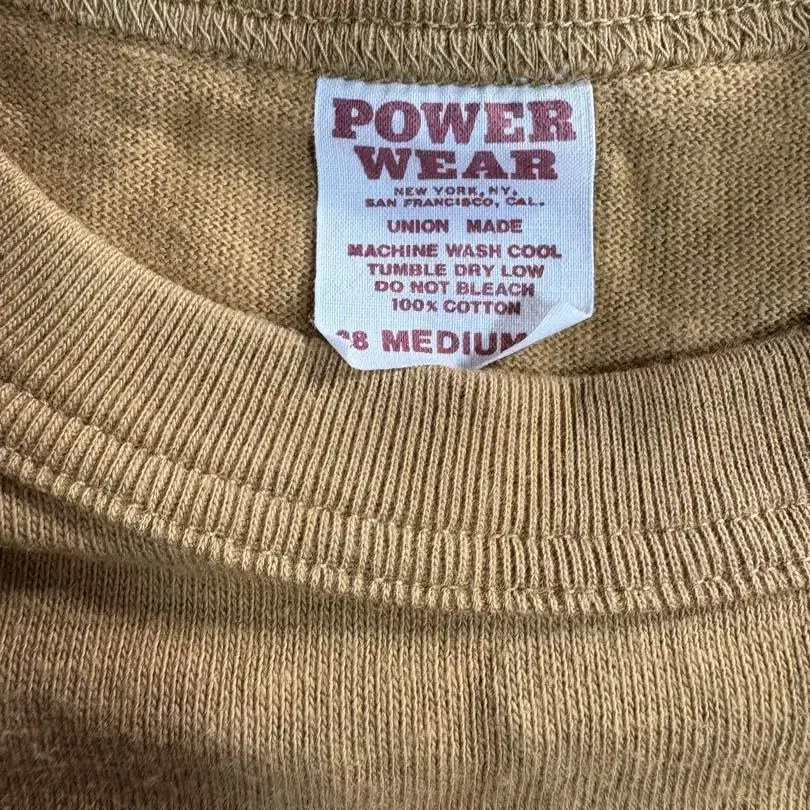 POWER
WEAR
NEW YORK, NY,
SAN FRANCISCO, CAL.
UNION MADE
MACHINE WASH COOL
TUMBLE DRY LOW
DO NOT BLEACH
100% COTTON
MEDIUM